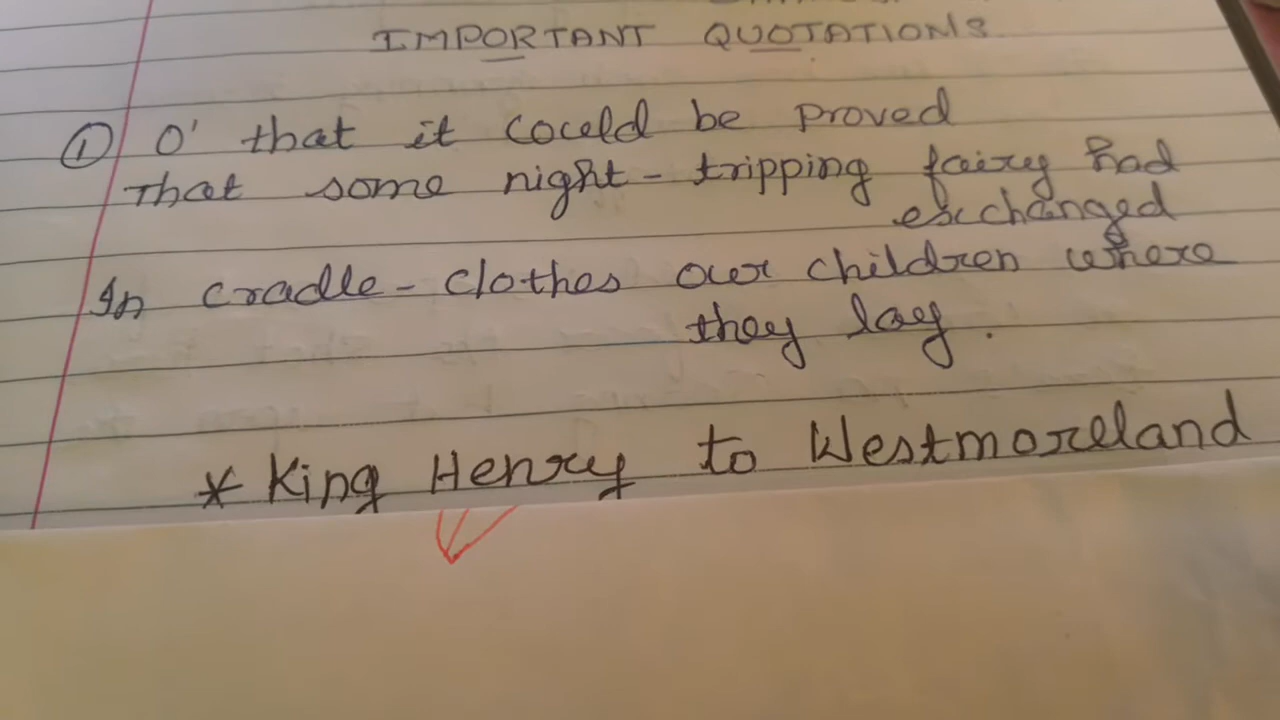 IMPORTANT QUOTATIONS
① O' that it could be proved
That some night-tripping fairy had
exchanged
In cradle-clothes our children where
they lay.
* King Henry to Westmoreland